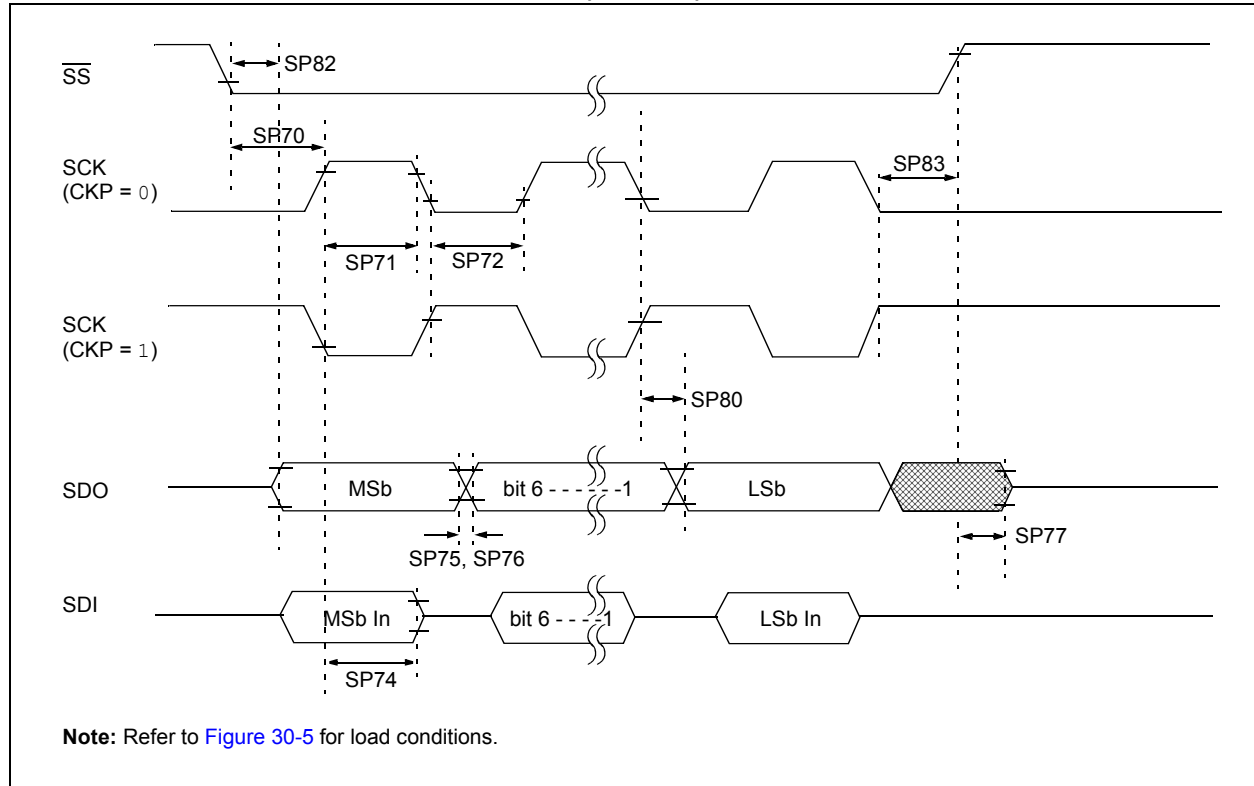 SS
SP82
SP70
SCK
(CKP = 0)
SP83
SP71
SP72
SCK
(CKP = 1)
SP80
SDO
MSb
bit 6 - - - - - -1
LSb
SP75, SP76
SP77
SDI
MSb In
bit 6 - - - -1
LSb In
SP74
Note: Refer to Figure 30-5 for load conditions.